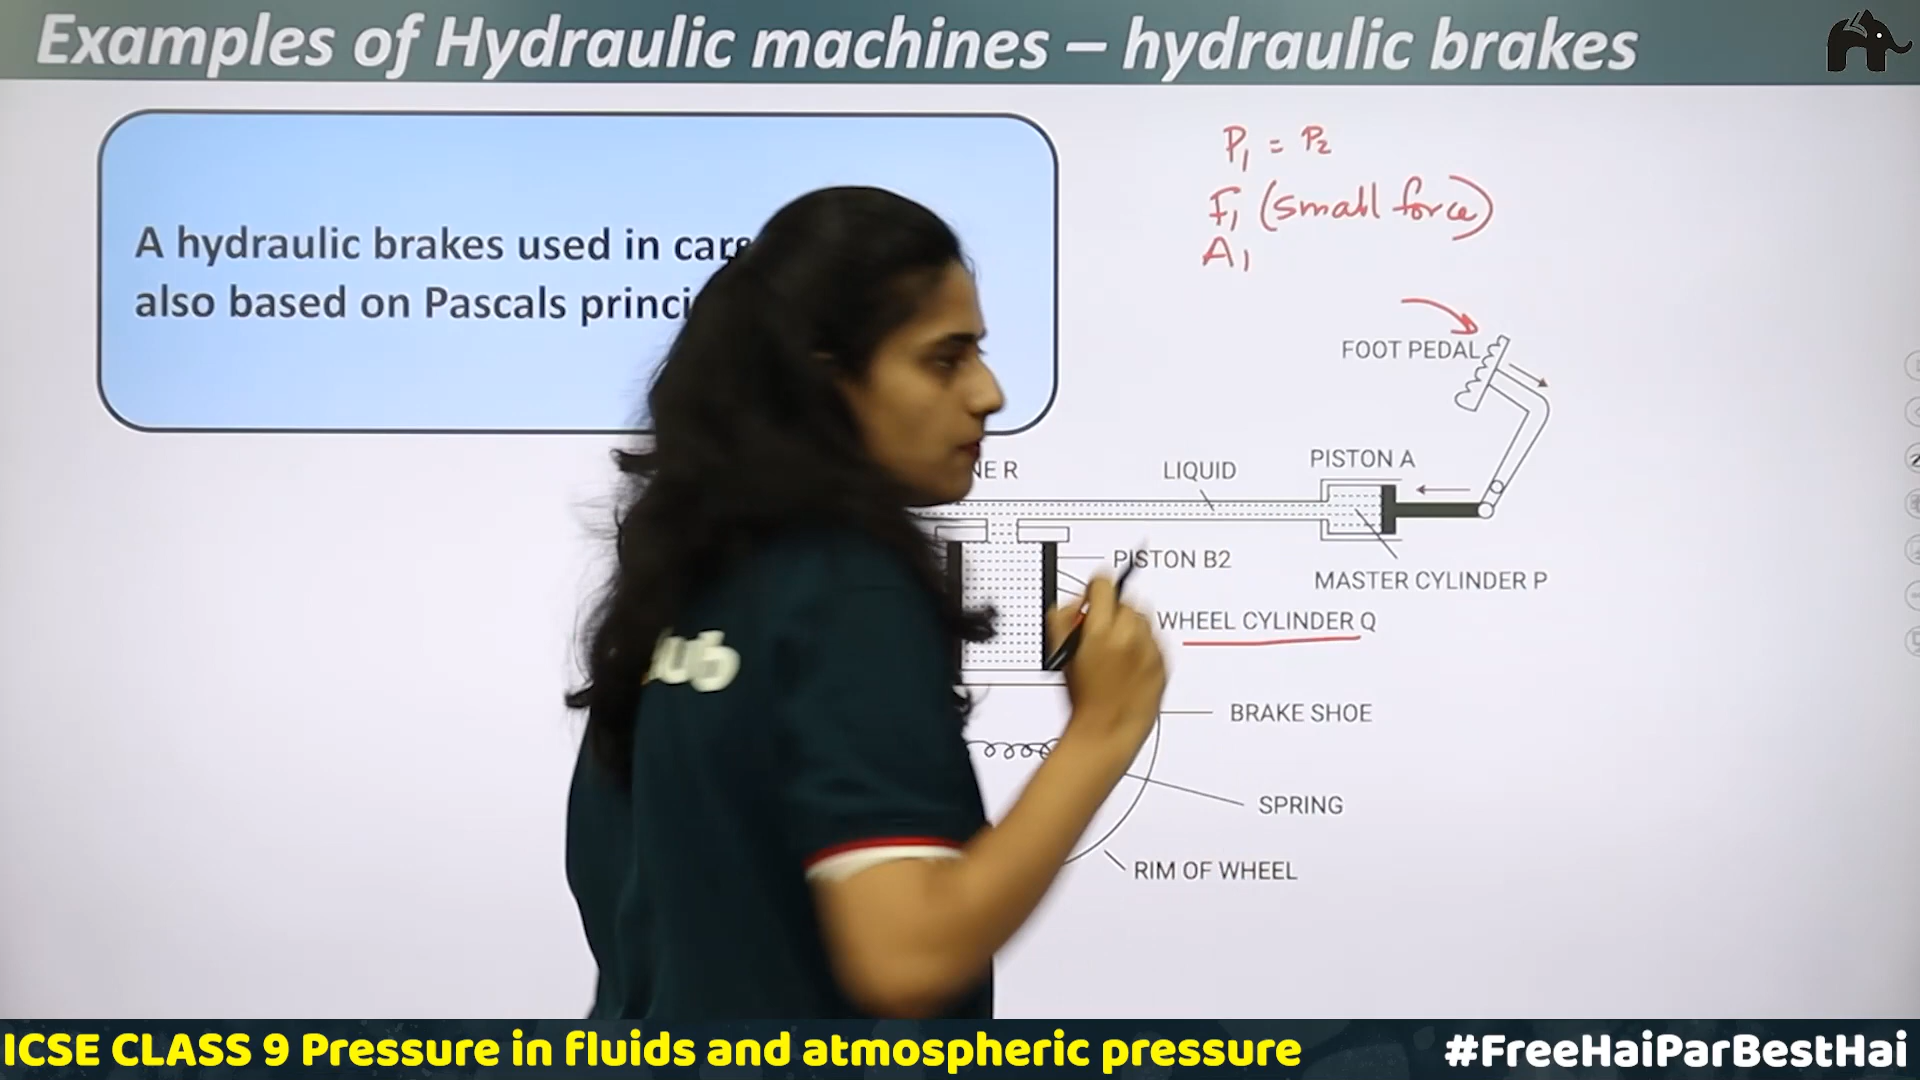 Examples of Hydraulic machines – hydraulic brakes
A hydraulic brakes used in cars
also based on Pascals
P₁ = P₂
F₁ (small force)
A₁
FOOT PEDAL
PISTON A
R
LIQUID
PISTON B2
MASTER CYLINDER P
WHEEL CYLINDER Q
BRAKE SHOE
SPRING
RIM OF WHEEL
ICSE CLASS 9 Pressure in fluids and atmospheric pressure
#FreeHaiParBestHai